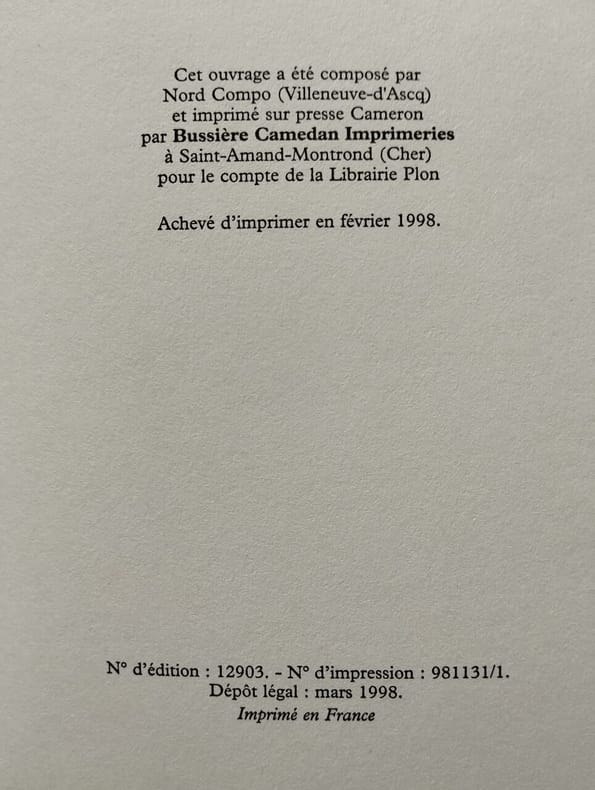 Cet ouvrage a été composé par
Nord Compo (Villeneuve-d'Ascq)
et imprimé sur presse Cameron
par Bussière Camedan Imprimeries
à Saint-Amand-Montrond (Cher)
pour le compte de la Librairie Plon
Achevé d'imprimer en février 1998.
N° d'édition : 12903. - N° d'impression : 981131/1.
Dépôt légal : mars 1998.
Imprimé en France